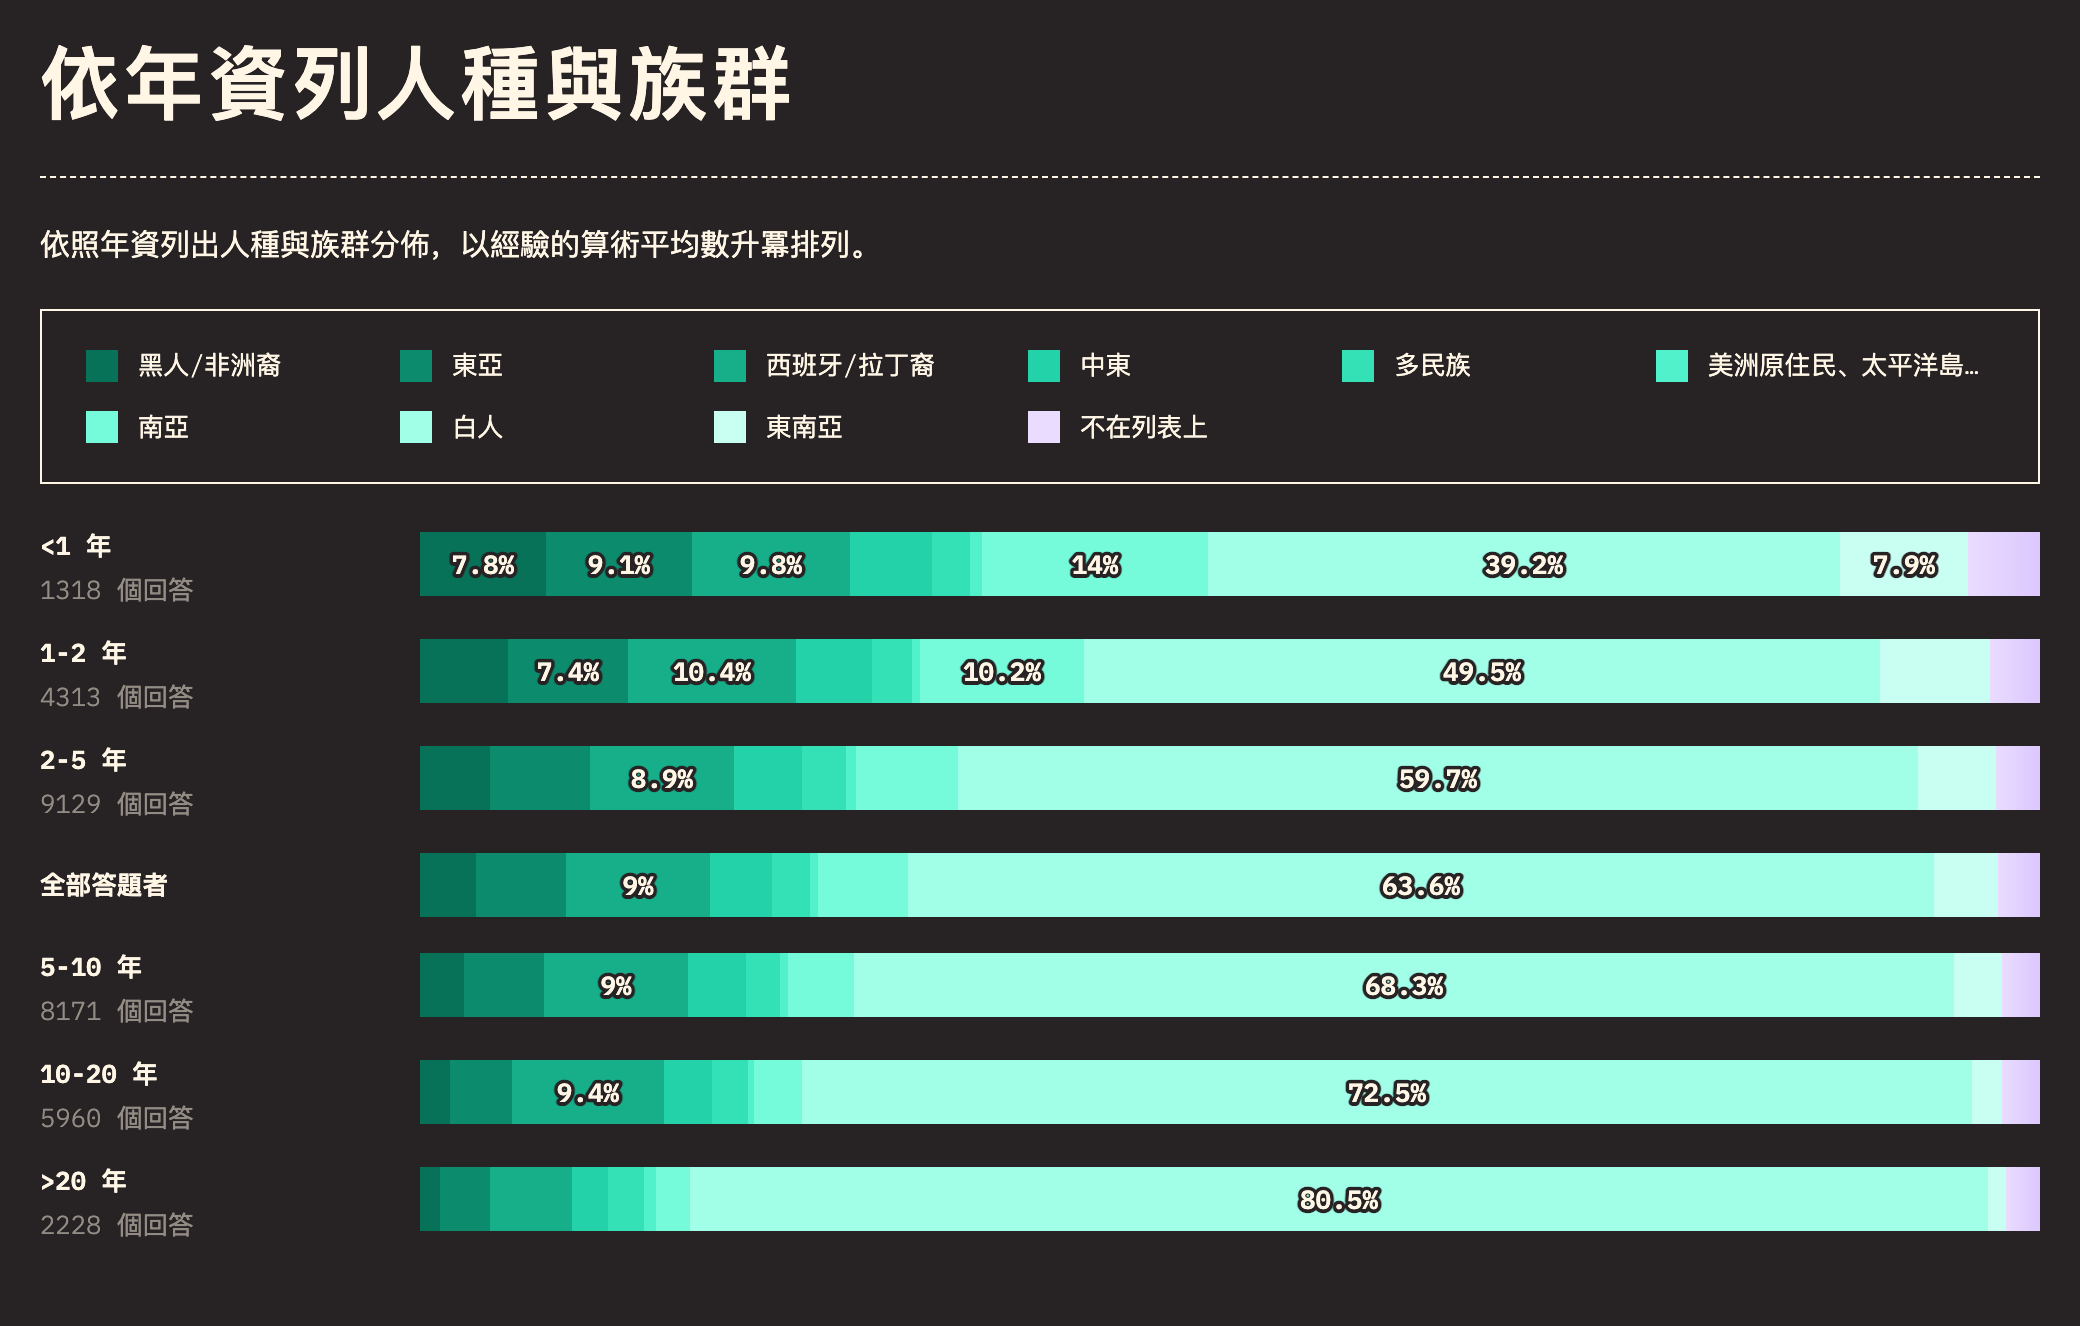 依年資列人種與族群
依照年資列出人種與族群分佈，以經驗的算術平均數升冪排列。
黑人/非洲裔 東亞 西班牙/拉丁裔 中東 多民族 美洲原住民、太平洋島…
南亞 白人 東南亞 不在列表上
<1 年
7.8% 9.1% 9.8% 14% 39.2% 7.9%
1318 個回答
1-2 年
7.4% 10.4% 10.2% 49.5%
4313 個回答
2-5 年
8.9% 59.7%
9129 個回答
全部答題者 9% 63.6%
5-10 年
9% 68.3%
8171 個回答
10-20 年
9.4% 72.5%
5960 個回答
>20 年
80.5%
2228 個回答